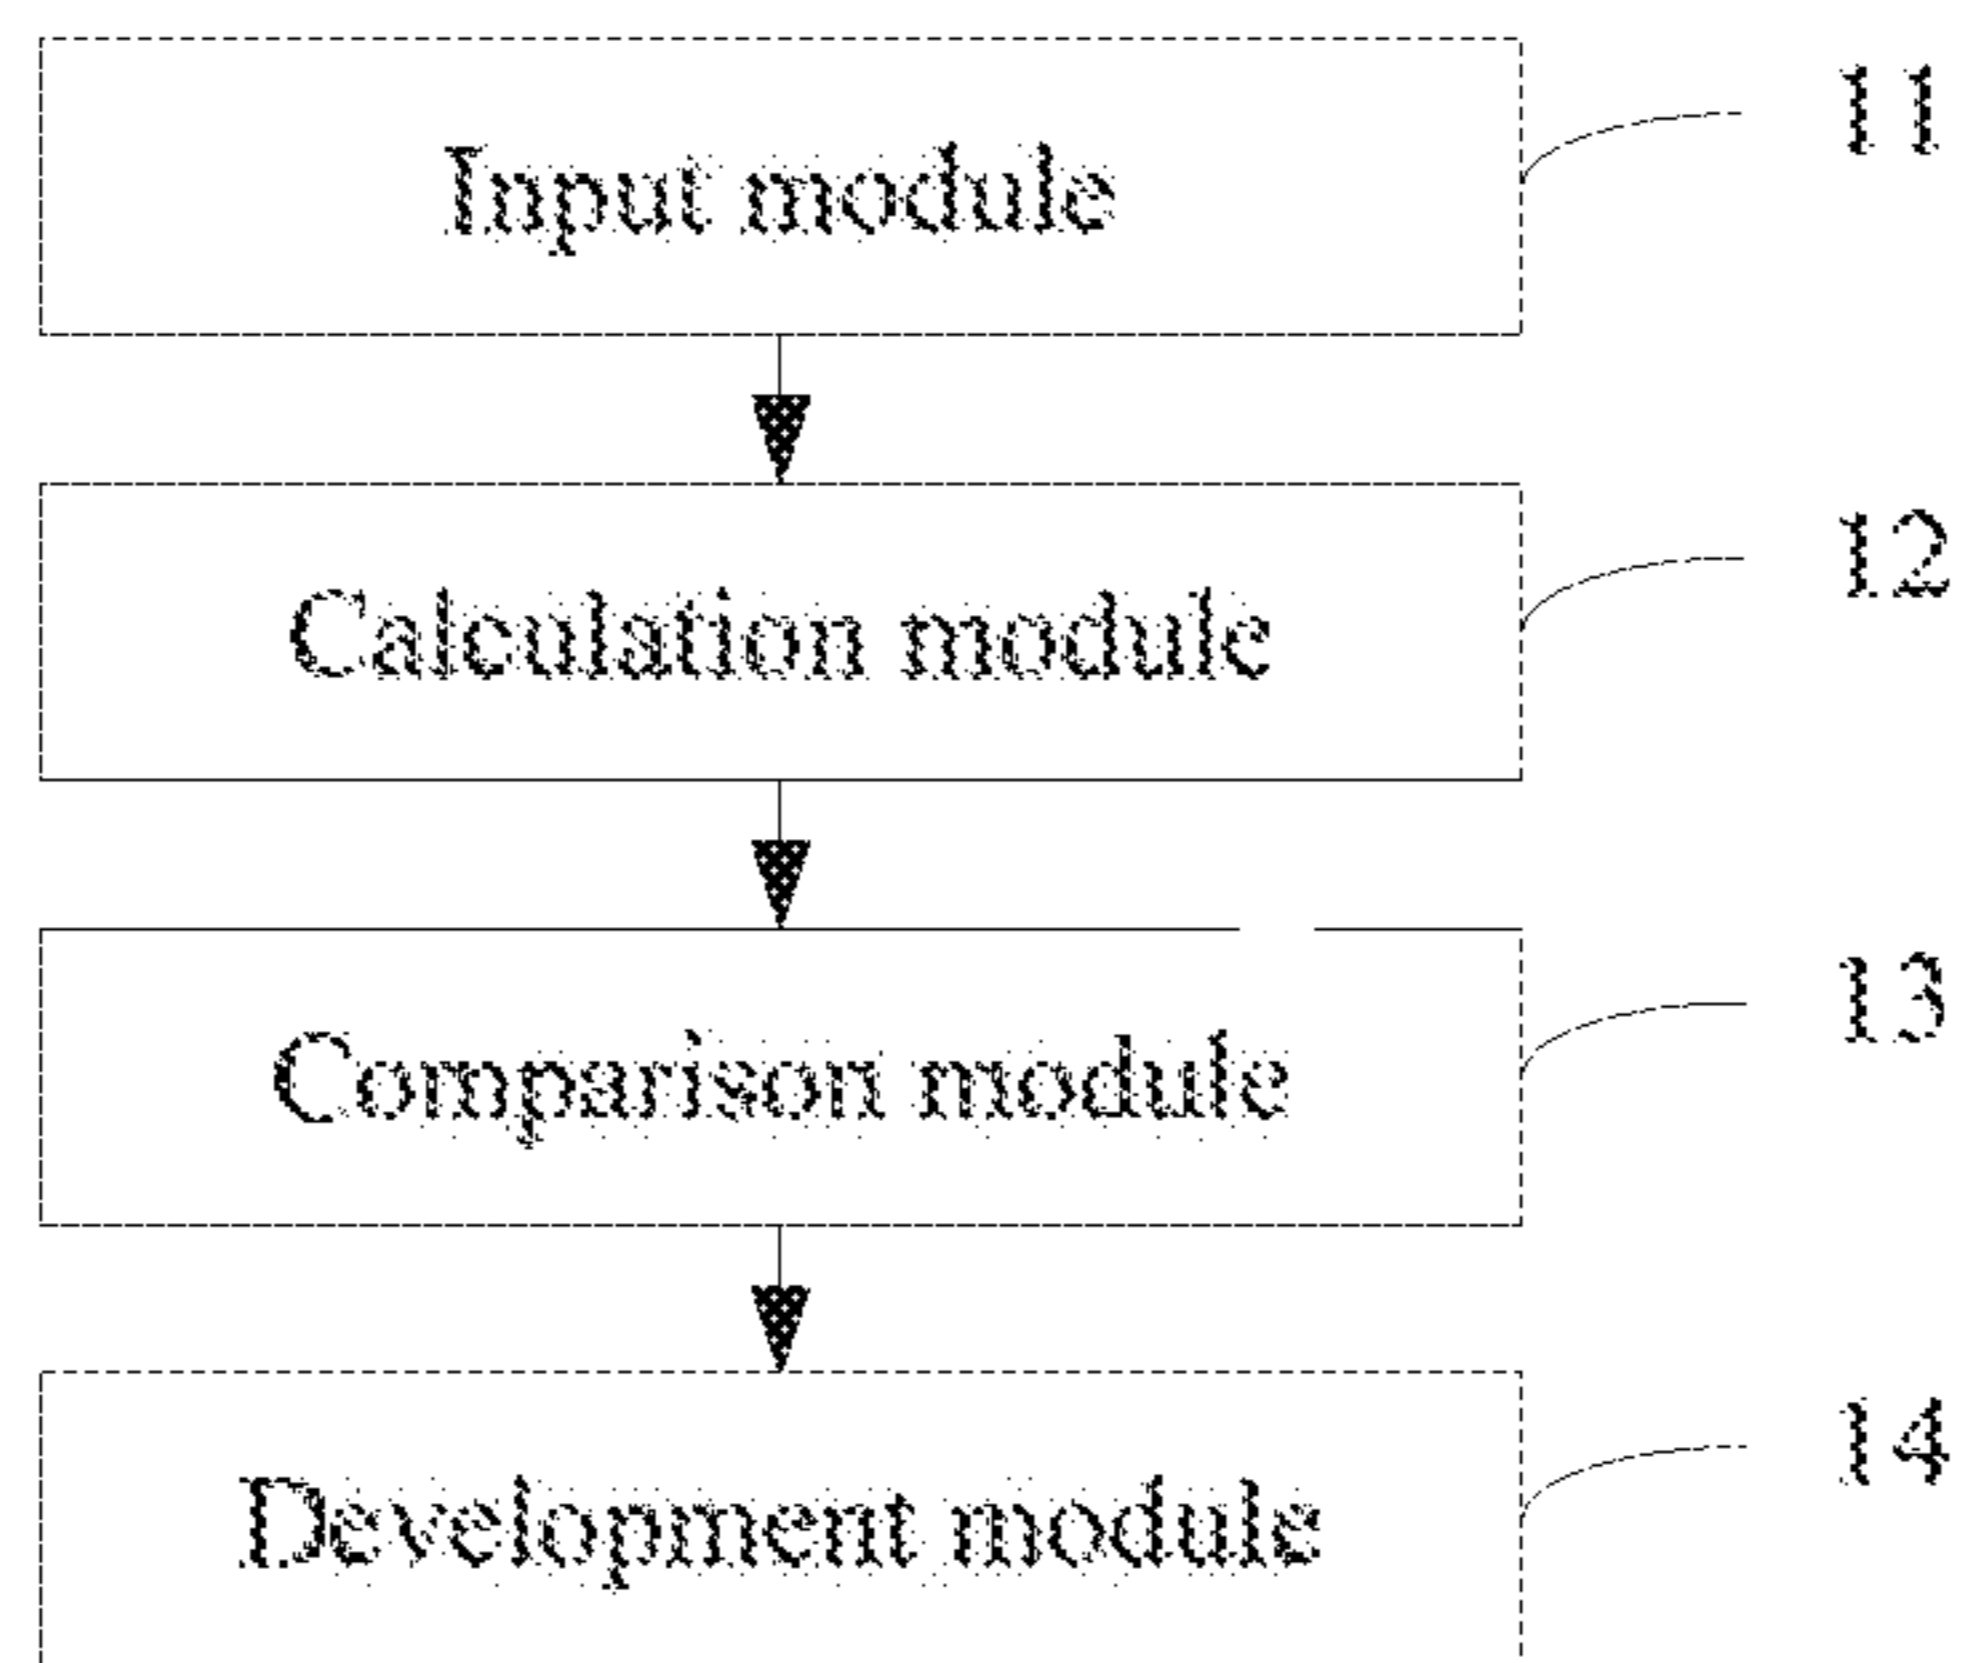 Input module
11
Calculation module
12
Comparison module
13
Development module
14